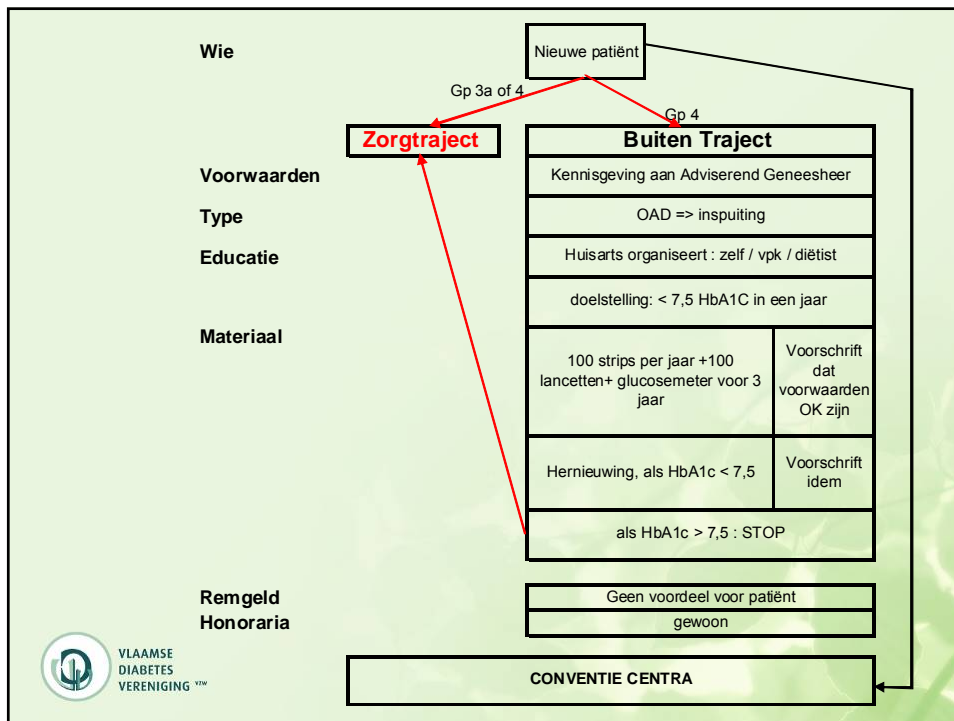 Wie
Nieuwe patiënt
Gp 3a of 4
Gp 4
Zorgtraject
Buiten Traject
Voorwaarden
Kennisgeving aan Adviserend Geneesheer
Type
OAD => inspuiting
Educatie
Huisarts organiseert : zelf / vpk / diëtist
doelstelling: < 7,5 HbA1C in een jaar
Materiaal
100 strips per jaar +100
lancetten+ glucosemeter voor 3
jaar
Voorschrift
dat
voorwaarden
OK zijn
Hernieuwing, als HbA1c < 7,5
Voorschrift
idem
als HbA1c > 7,5 : STOP
Remgeld
Geen voordeel voor patiënt
Honoraria
gewoon
CONVENTIE CENTRA
VLAAMSE
DIABETES
VERENIGING vzw